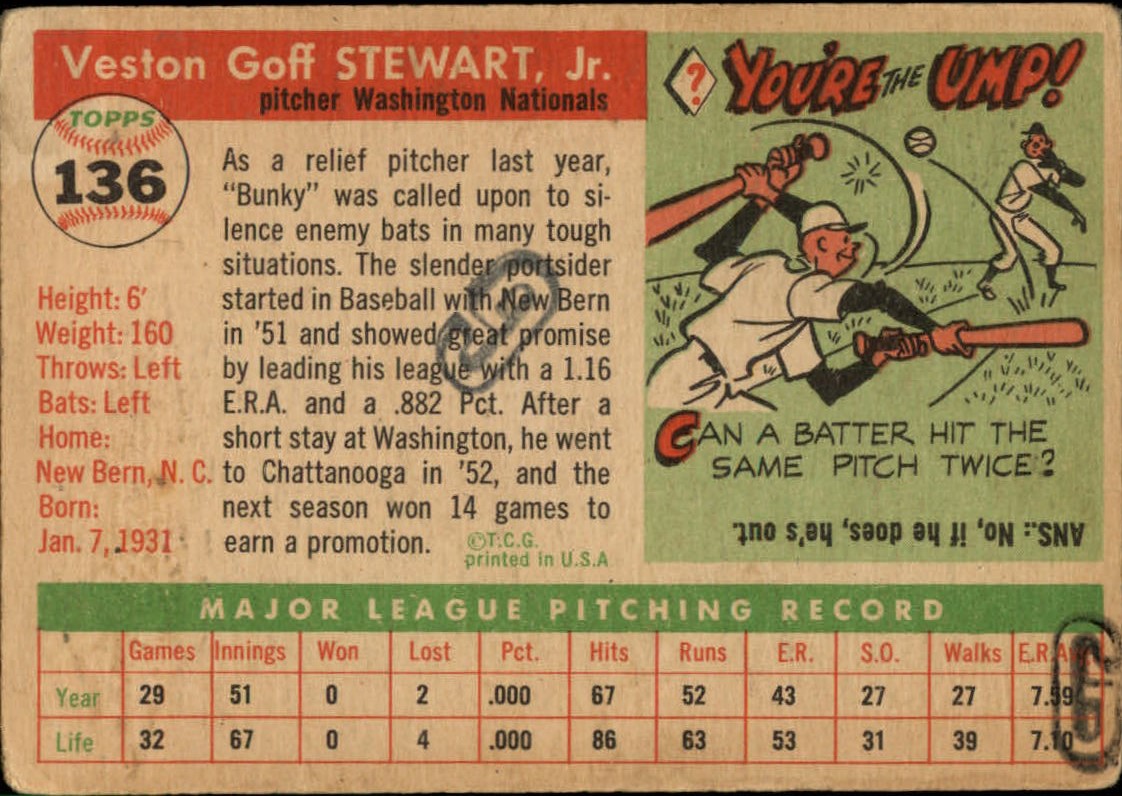 Veston Goff STEWART, Jr.
pitcher Washington Nationals
TOPPS
136
Height: 6'
Weight: 160
Throws: Left
Bats: Left
Home:
New Bern, N. C.
Born:
Jan. 7, 1931
As a relief pitcher last year,
“Bunky” was called upon to si-
lence enemy bats in many tough
situations. The slender portsider
started in Baseball with New Bern
in '51 and showed great promise
by leading his league with a 1.16
E.R.A. and a .882 Pct. After a
short stay at Washington, he went
to Chattanooga in '52, and the
next season won 14 games to
earn a promotion.
©T.C.G.
printed in U.S.A
? YOU'RE THE UMP!
CAN A BATTER HIT THE
SAME PITCH TWICE?
ANS.: No, if he does, he's out.
MAJOR LEAGUE PITCHING RECORD
Games Innings Won Lost Pct. Hits Runs E.R. S.O. Walks E.R.
Year 29 51 0 2 .000 67 52 43 27 27 7.59
Life 32 67 0 4 .000 86 63 53 31 39 7.10